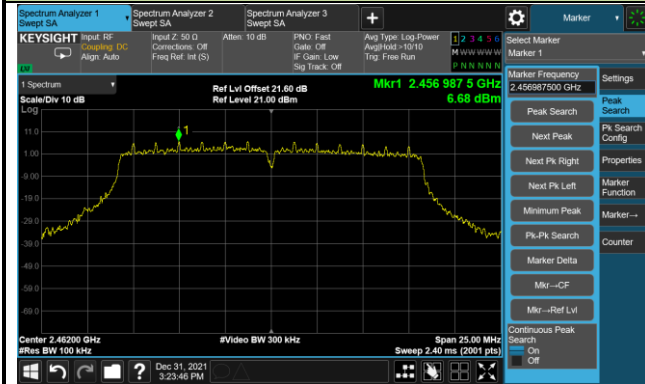 Spectrum Analyzer 1
Swept SA
Spectrum Analyzer 2
Swept SA
Spectrum Analyzer 3
Swept SA
+
Marker
KEYSIGHT
Input: RF
Coupling: DC
Align: Auto
Input Z: 50 Ω
Corrections: Off
Freq Ref: Int (S)
Atten: 10 dB
PNO: Fast
Gate: Off
IF Gain: Low
Sig Track: Off
Avg Type: Log-Power
Avg|Hold:>10/10
Trig: Free Run
1 2 3 4 5 6
M W W W W W
P N N N N N
LXI
Select Marker
Marker 1
1 Spectrum
Scale/Div 10 dB
Log
Ref Lvl Offset 21.60 dB
Ref Level 21.00 dBm
Mkr1 2.456 987 5 GHz
6.68 dBm
1
11.0
1.00
-9.00
-19.0
-29.0
-39.0
-49.0
-59.0
-69.0
Center 2.46200 GHz
#Res BW 100 kHz
#Video BW 300 kHz
Span 25.00 MHz
Sweep 2.40 ms (2001 pts)
Marker Frequency
2.456987500 GHz
Peak Search
Next Peak
Next Pk Right
Next Pk Left
Minimum Peak
Pk-Pk Search
Marker Delta
Mkr→CF
Mkr→Ref Lvl
Continuous Peak
Search
On
Off
Settings
Peak
Search
Pk Search
Config
Properties
Marker
Function
Marker→
Counter
?
Dec 31, 2021
3:23:46 PM